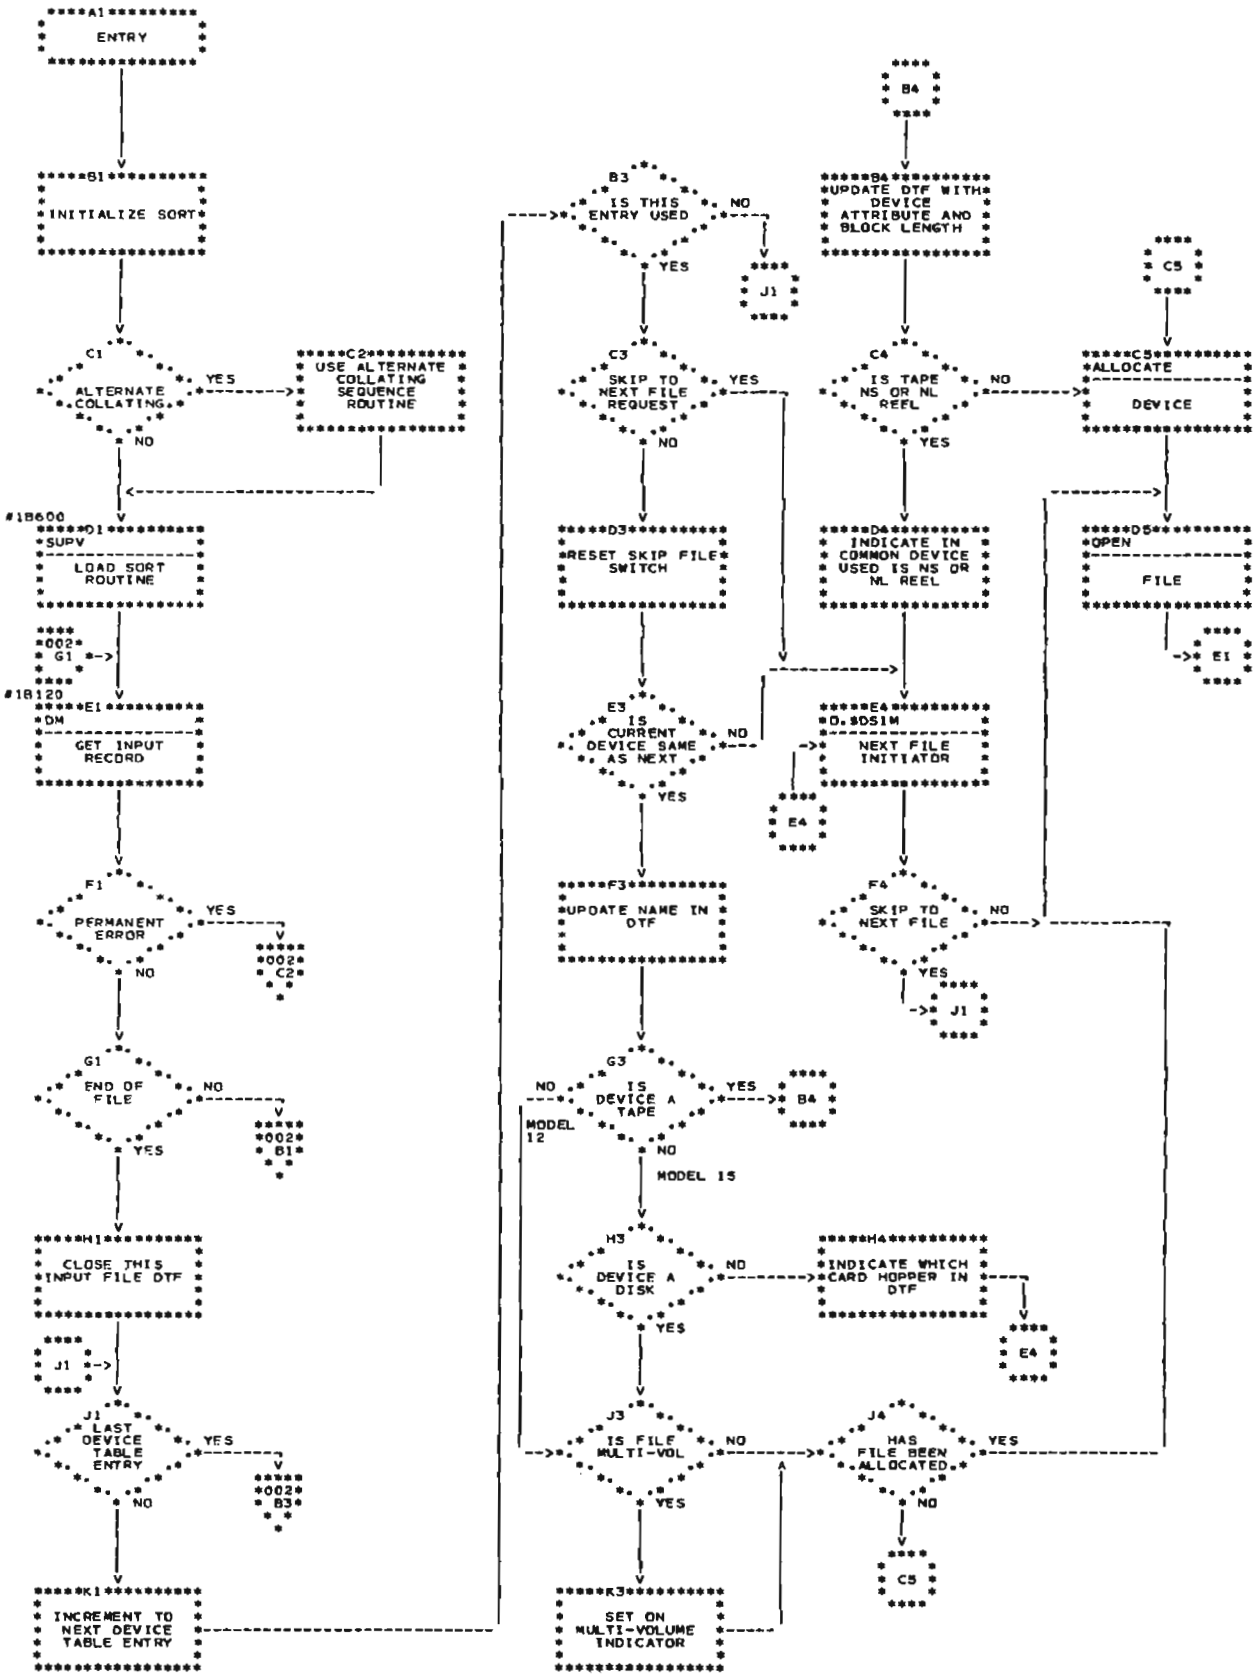 A1
ENTRY
B1
INITIALIZE SORT
C1
ALTERNATE
COLLATING
YES
NO
C2
USE ALTERNATE
COLLATING
SEQUENCE
ROUTINE
#1B600
D1
SUPV
LOAD SORT
ROUTINE
002
G1
#1B120
E1
DM
GET INPUT
RECORD
F1
PERMANENT
ERROR
YES
NO
002
C2
G1
END OF
FILE
NO
YES
002
B1
H1
CLOSE THIS
INPUT FILE DTF
J1
J1
LAST
DEVICE
TABLE
ENTRY
YES
NO
002
B3
K1
INCREMENT TO
NEXT DEVICE
TABLE ENTRY
B3
IS THIS
ENTRY USED
NO
YES
J1
C3
SKIP TO
NEXT FILE
REQUEST
YES
NO
D3
RESET SKIP FILE
SWITCH
E3
IS
CURRENT
DEVICE SAME
AS NEXT
NO
YES
F3
UPDATE NAME IN
DTF
G3
IS
DEVICE A
TAPE
NO
YES
MODEL
12
B4
NO
MODEL 15
H3
IS
DEVICE A
DISK
NO
YES
J3
IS FILE
MULTI-VOL
NO
YES
K3
SET ON
MULTI-VOLUME
INDICATOR
B4
B4
UPDATE DTF WITH
DEVICE
ATTRIBUTE AND
BLOCK LENGTH
C4
IS TAPE
NS OR NL
REEL
NO
YES
D4
INDICATE IN
COMMON DEVICE
USED IS NS OR
NL REEL
E4
O.$DSIM
NEXT FILE
INITIATOR
E4
F4
SKIP TO
NEXT FILE
NO
YES
J1
H4
INDICATE WHICH
CARD HOPPER IN
DTF
E4
J4
HAS
FILE BEEN
ALLOCATED
YES
NO
C5
C5
C5
ALLOCATE
DEVICE
D5
OPEN
FILE
E1